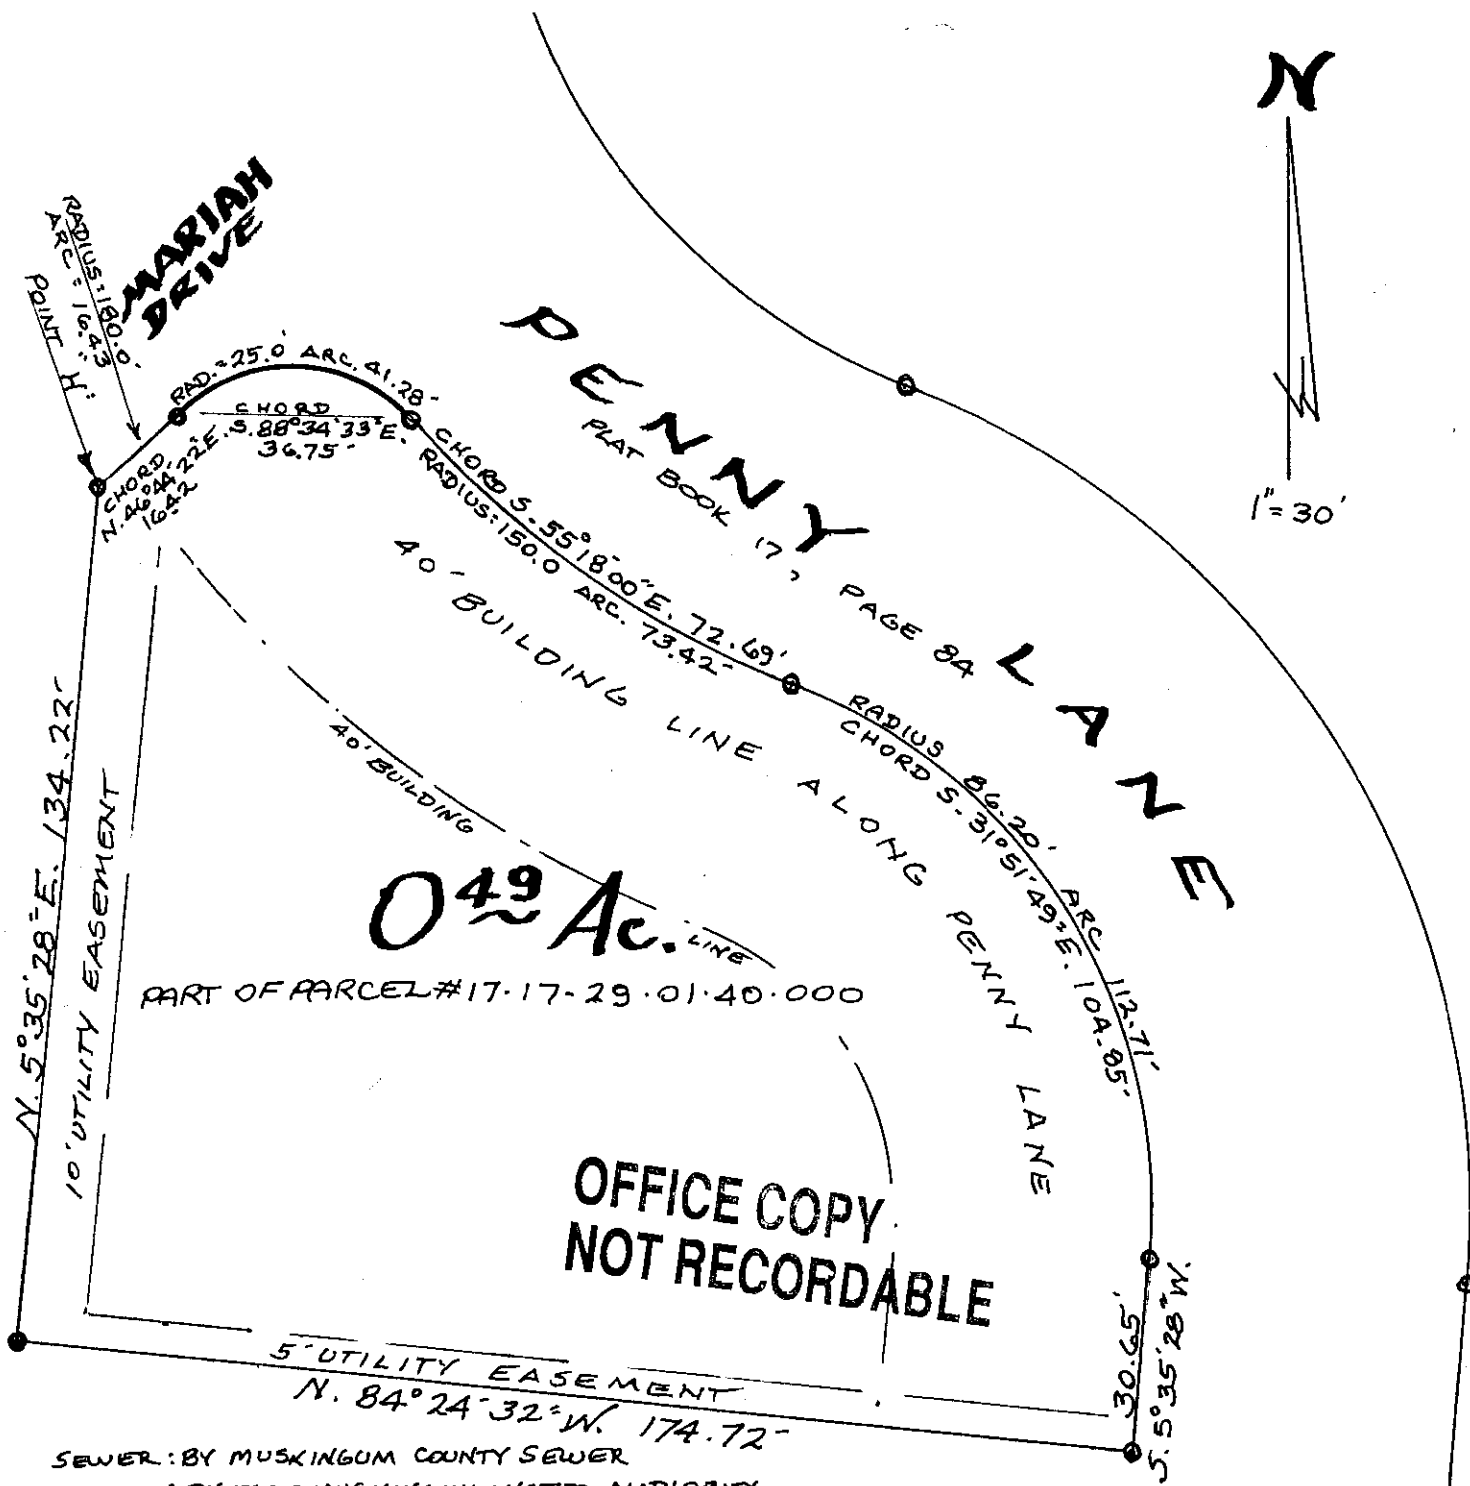 N
1"=30'
MARIAH
DRIVE
RADIUS:180.0'
ARC = 16.43
POINT "H":
RAD.=25.0' ARC. 41.28'
CHORD
S.88°34'33"E.
36.75'
CHORD
N.46°44'22"E.
16.42
CHORD S.55°18'00"E. 72.69'
RADIUS:150.0 ARC. 73.42'
PENNY LANE
PLAT BOOK 17, PAGE 84
40' BUILDING LINE ALONG PENNY LANE
RADIUS 86.20' ARC 112.71'
CHORD S.31°51'49"E. 104.85'
40' BUILDING LINE
N. 5°35'28"E. 134.22'
10' UTILITY EASEMENT
0.49 Ac.
PART OF PARCEL #17-17-29-01-40-000
OFFICE COPY
NOT RECORDABLE
30.65'
S.5°35'28"W.
5' UTILITY EASEMENT
N. 84°24'32"W. 174.72'
SEWER: BY MUSKINGUM COUNTY SEWER